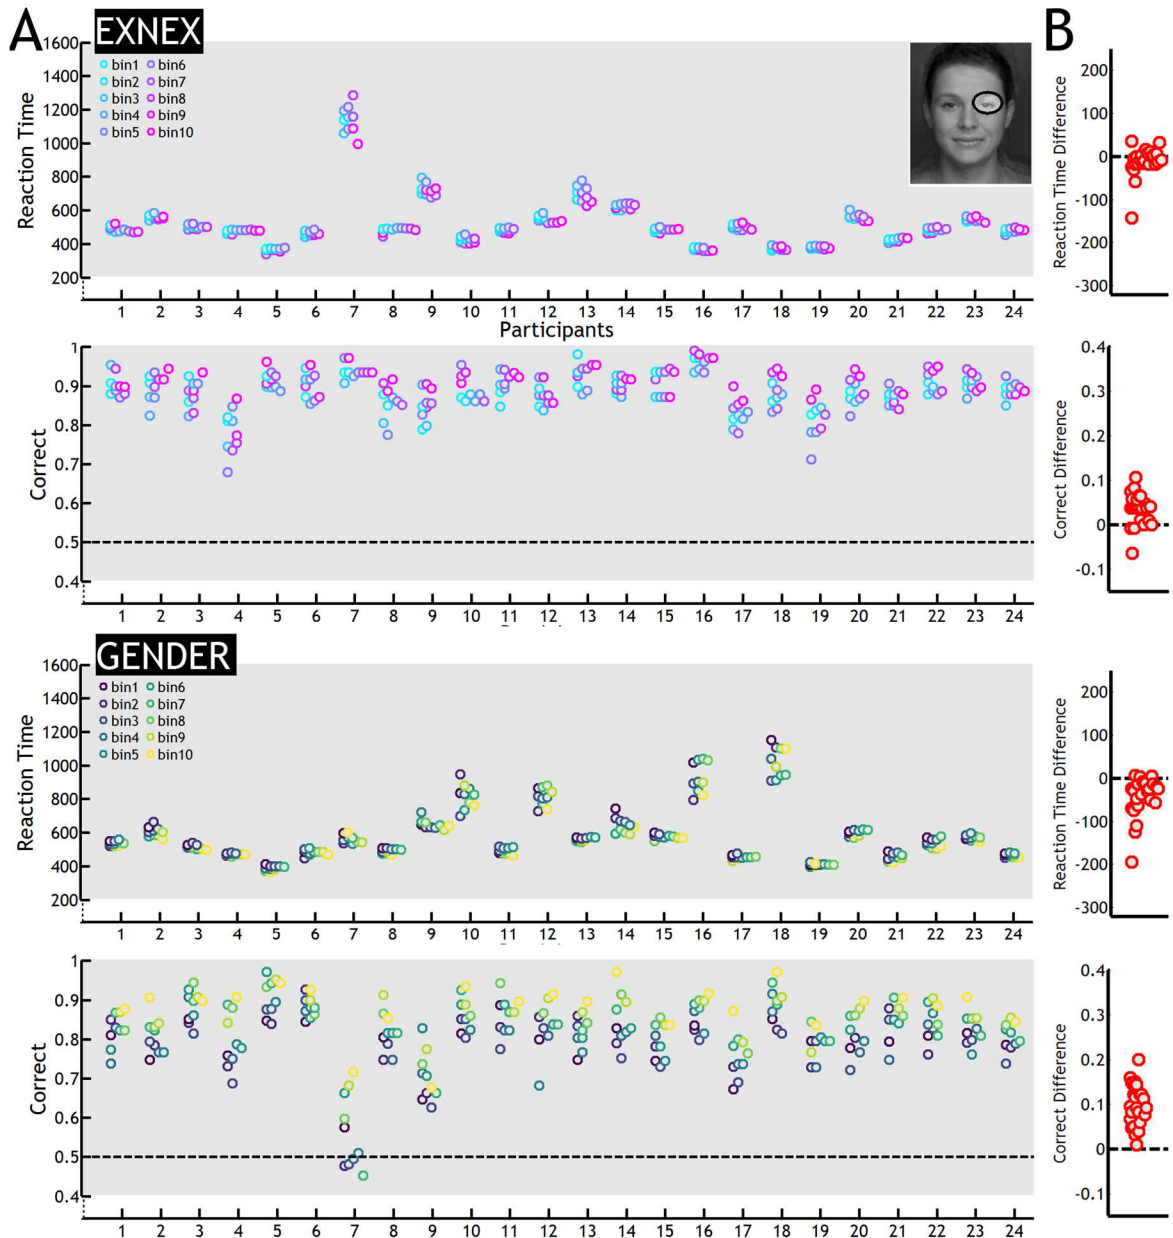 A
EXNEX
B
1600
1400
1200
1000
800
600
400
200
Reaction Time
bin1 bin6
bin2 bin7
bin3 bin8
bin4 bin9
bin5 bin10
1 2 3 4 5 6 7 8 9 10 11 12 13 14 15 16 17 18 19 20 21 22 23 24
Participants
200
100
0
-100
-200
-300
Reaction Time Difference
1
0.9
0.8
0.7
0.6
0.5
0.4
Correct
1 2 3 4 5 6 7 8 9 10 11 12 13 14 15 16 17 18 19 20 21 22 23 24
0.4
0.3
0.2
0.1
0
-0.1
Correct Difference
GENDER
1600
1400
1200
1000
800
600
400
200
Reaction Time
bin1 bin6
bin2 bin7
bin3 bin8
bin4 bin9
bin5 bin10
1 2 3 4 5 6 7 8 9 10 11 12 13 14 15 16 17 18 19 20 21 22 23 24
200
100
0
-100
-200
-300
Reaction Time Difference
1
0.9
0.8
0.7
0.6
0.5
0.4
Correct
1 2 3 4 5 6 7 8 9 10 11 12 13 14 15 16 17 18 19 20 21 22 23 24
0.4
0.3
0.2
0.1
0
-0.1
Correct Difference